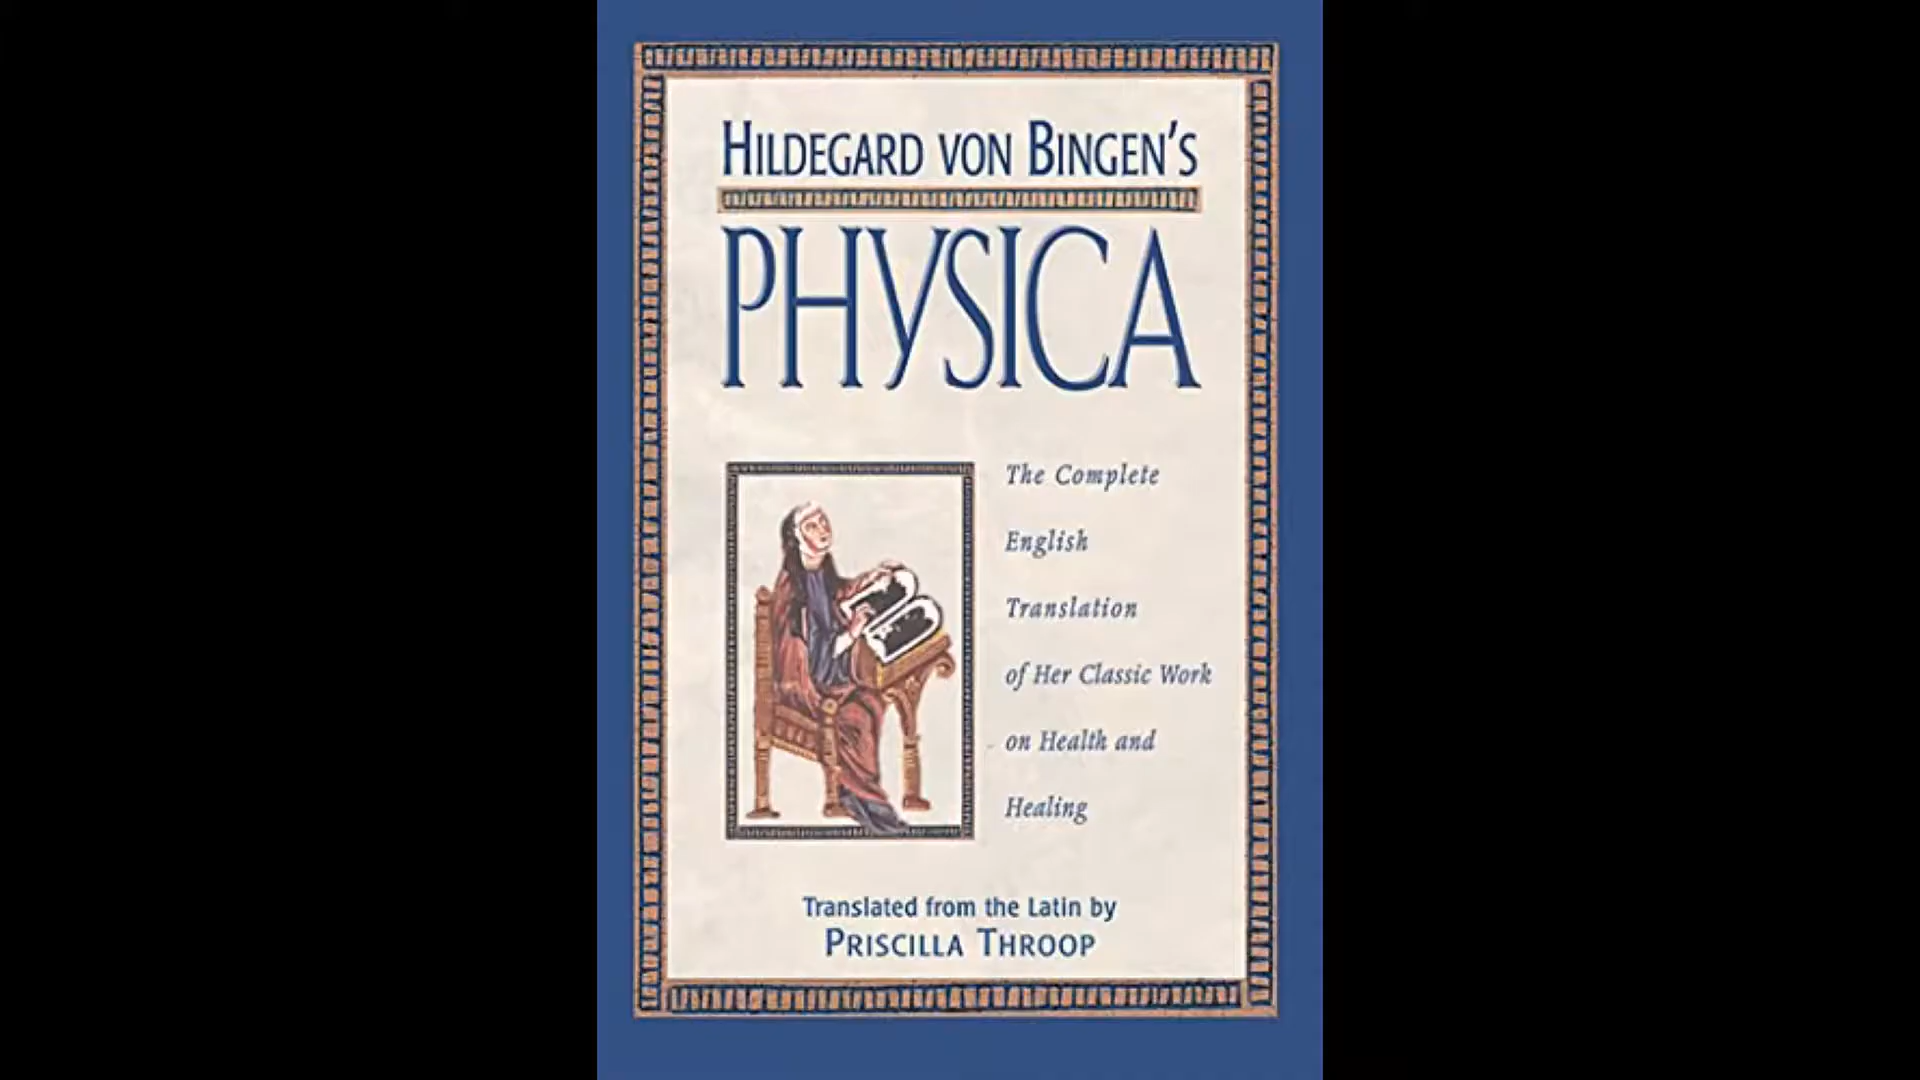 HILDEGARD VON BINGEN'S
PHYSICA
The Complete
English
Translation
of Her Classic Work
on Health and
Healing
Translated from the Latin by
PRISCILLA THROOP